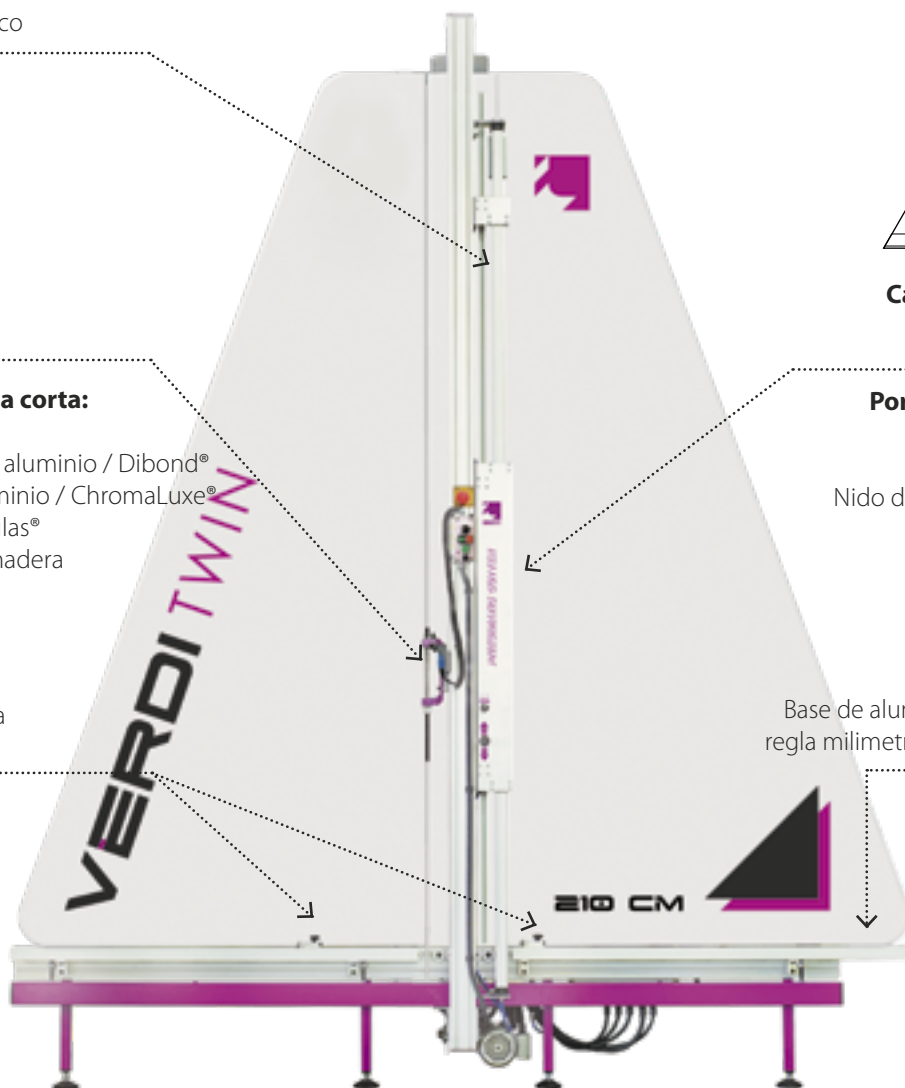 co
a corta:
aluminio / Dibond®
minio / ChromaLuxe®
las®
nadera
a
VERDI TWIN
210 CM
Ca
Por
Nido d
Base de alum
regla milimetr